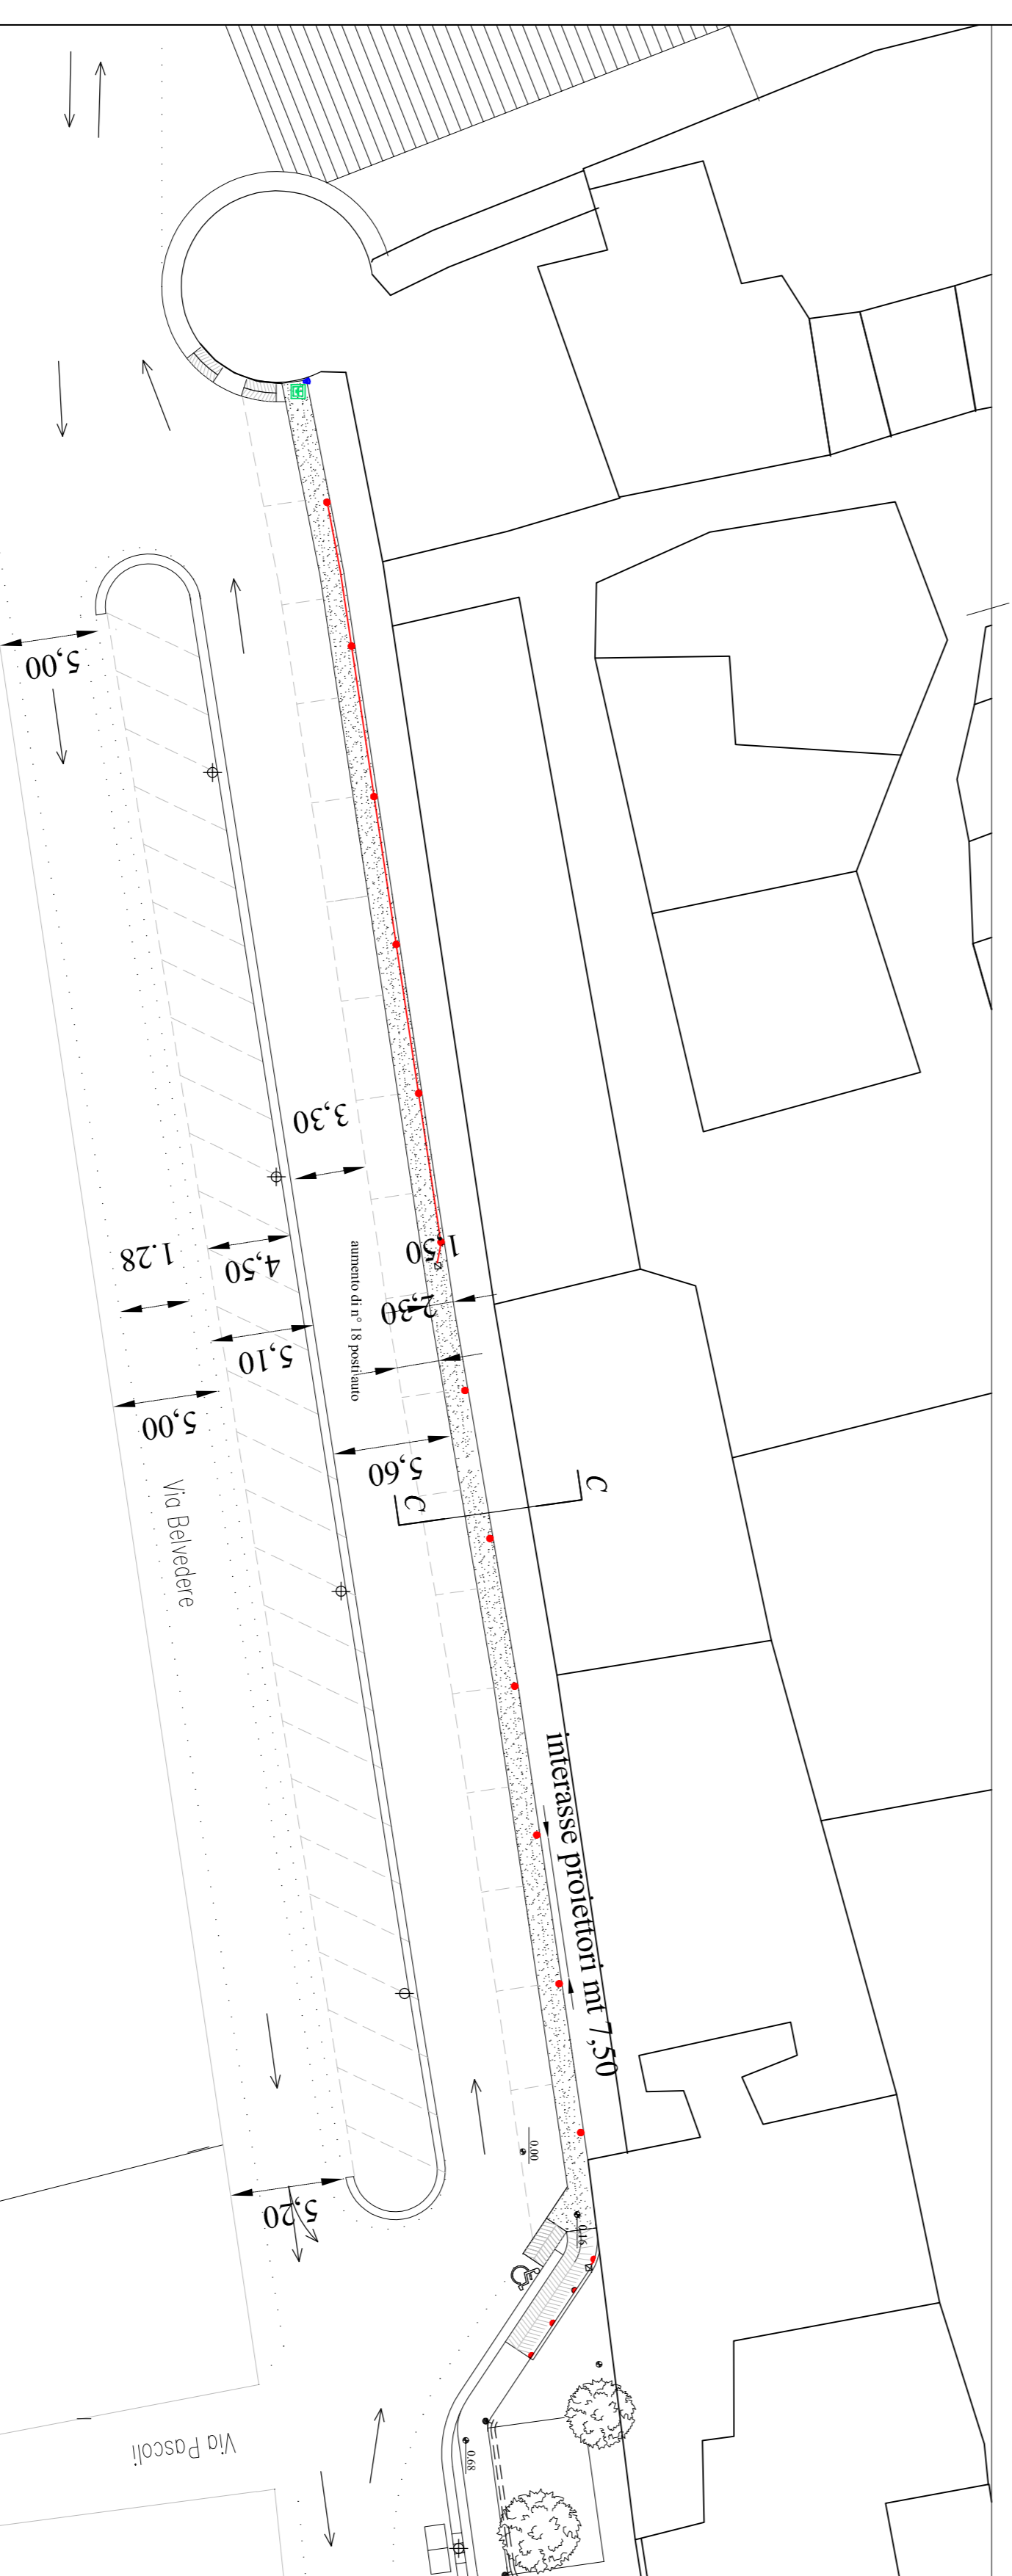 5,00
3,30
1.28
4,50
1,50
2,30
5,10
aumento di n° 18 posti auto
5,00
5,60
C
C
Via Belvedere
interasse proiettori mt 7,50
0.00
5,20
0.16
Via Pascoli
0.68